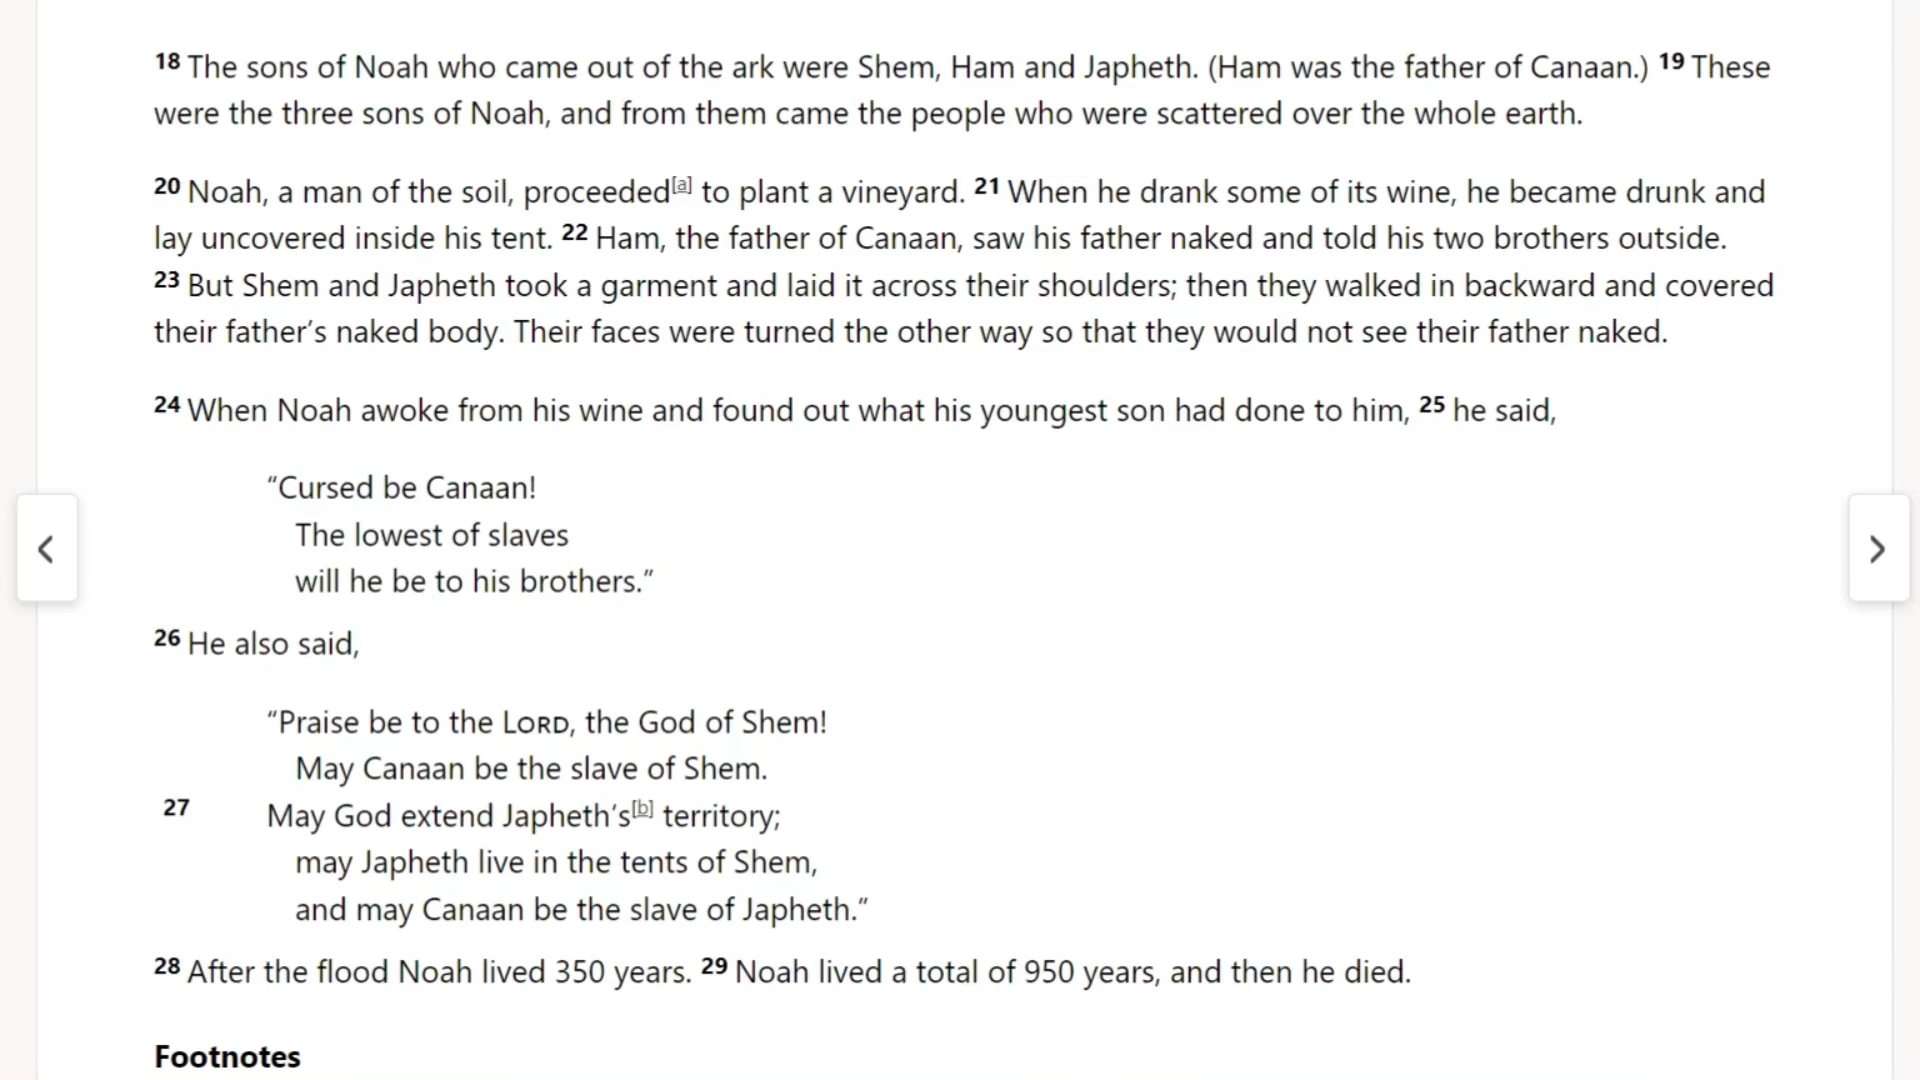 18 The sons of Noah who came out of the ark were Shem, Ham and Japheth. (Ham was the father of Canaan.) 19 These
were the three sons of Noah, and from them came the people who were scattered over the whole earth.
20 Noah, a man of the soil, proceeded[a] to plant a vineyard. 21 When he drank some of its wine, he became drunk and
lay uncovered inside his tent. 22 Ham, the father of Canaan, saw his father naked and told his two brothers outside.
23 But Shem and Japheth took a garment and laid it across their shoulders; then they walked in backward and covered
their father’s naked body. Their faces were turned the other way so that they would not see their father naked.
24 When Noah awoke from his wine and found out what his youngest son had done to him, 25 he said,
“Cursed be Canaan!
The lowest of slaves
will he be to his brothers.”
26 He also said,
“Praise be to the LORD, the God of Shem!
May Canaan be the slave of Shem.
27 May God extend Japheth’s[b] territory;
may Japheth live in the tents of Shem,
and may Canaan be the slave of Japheth.”
28 After the flood Noah lived 350 years. 29 Noah lived a total of 950 years, and then he died.
Footnotes